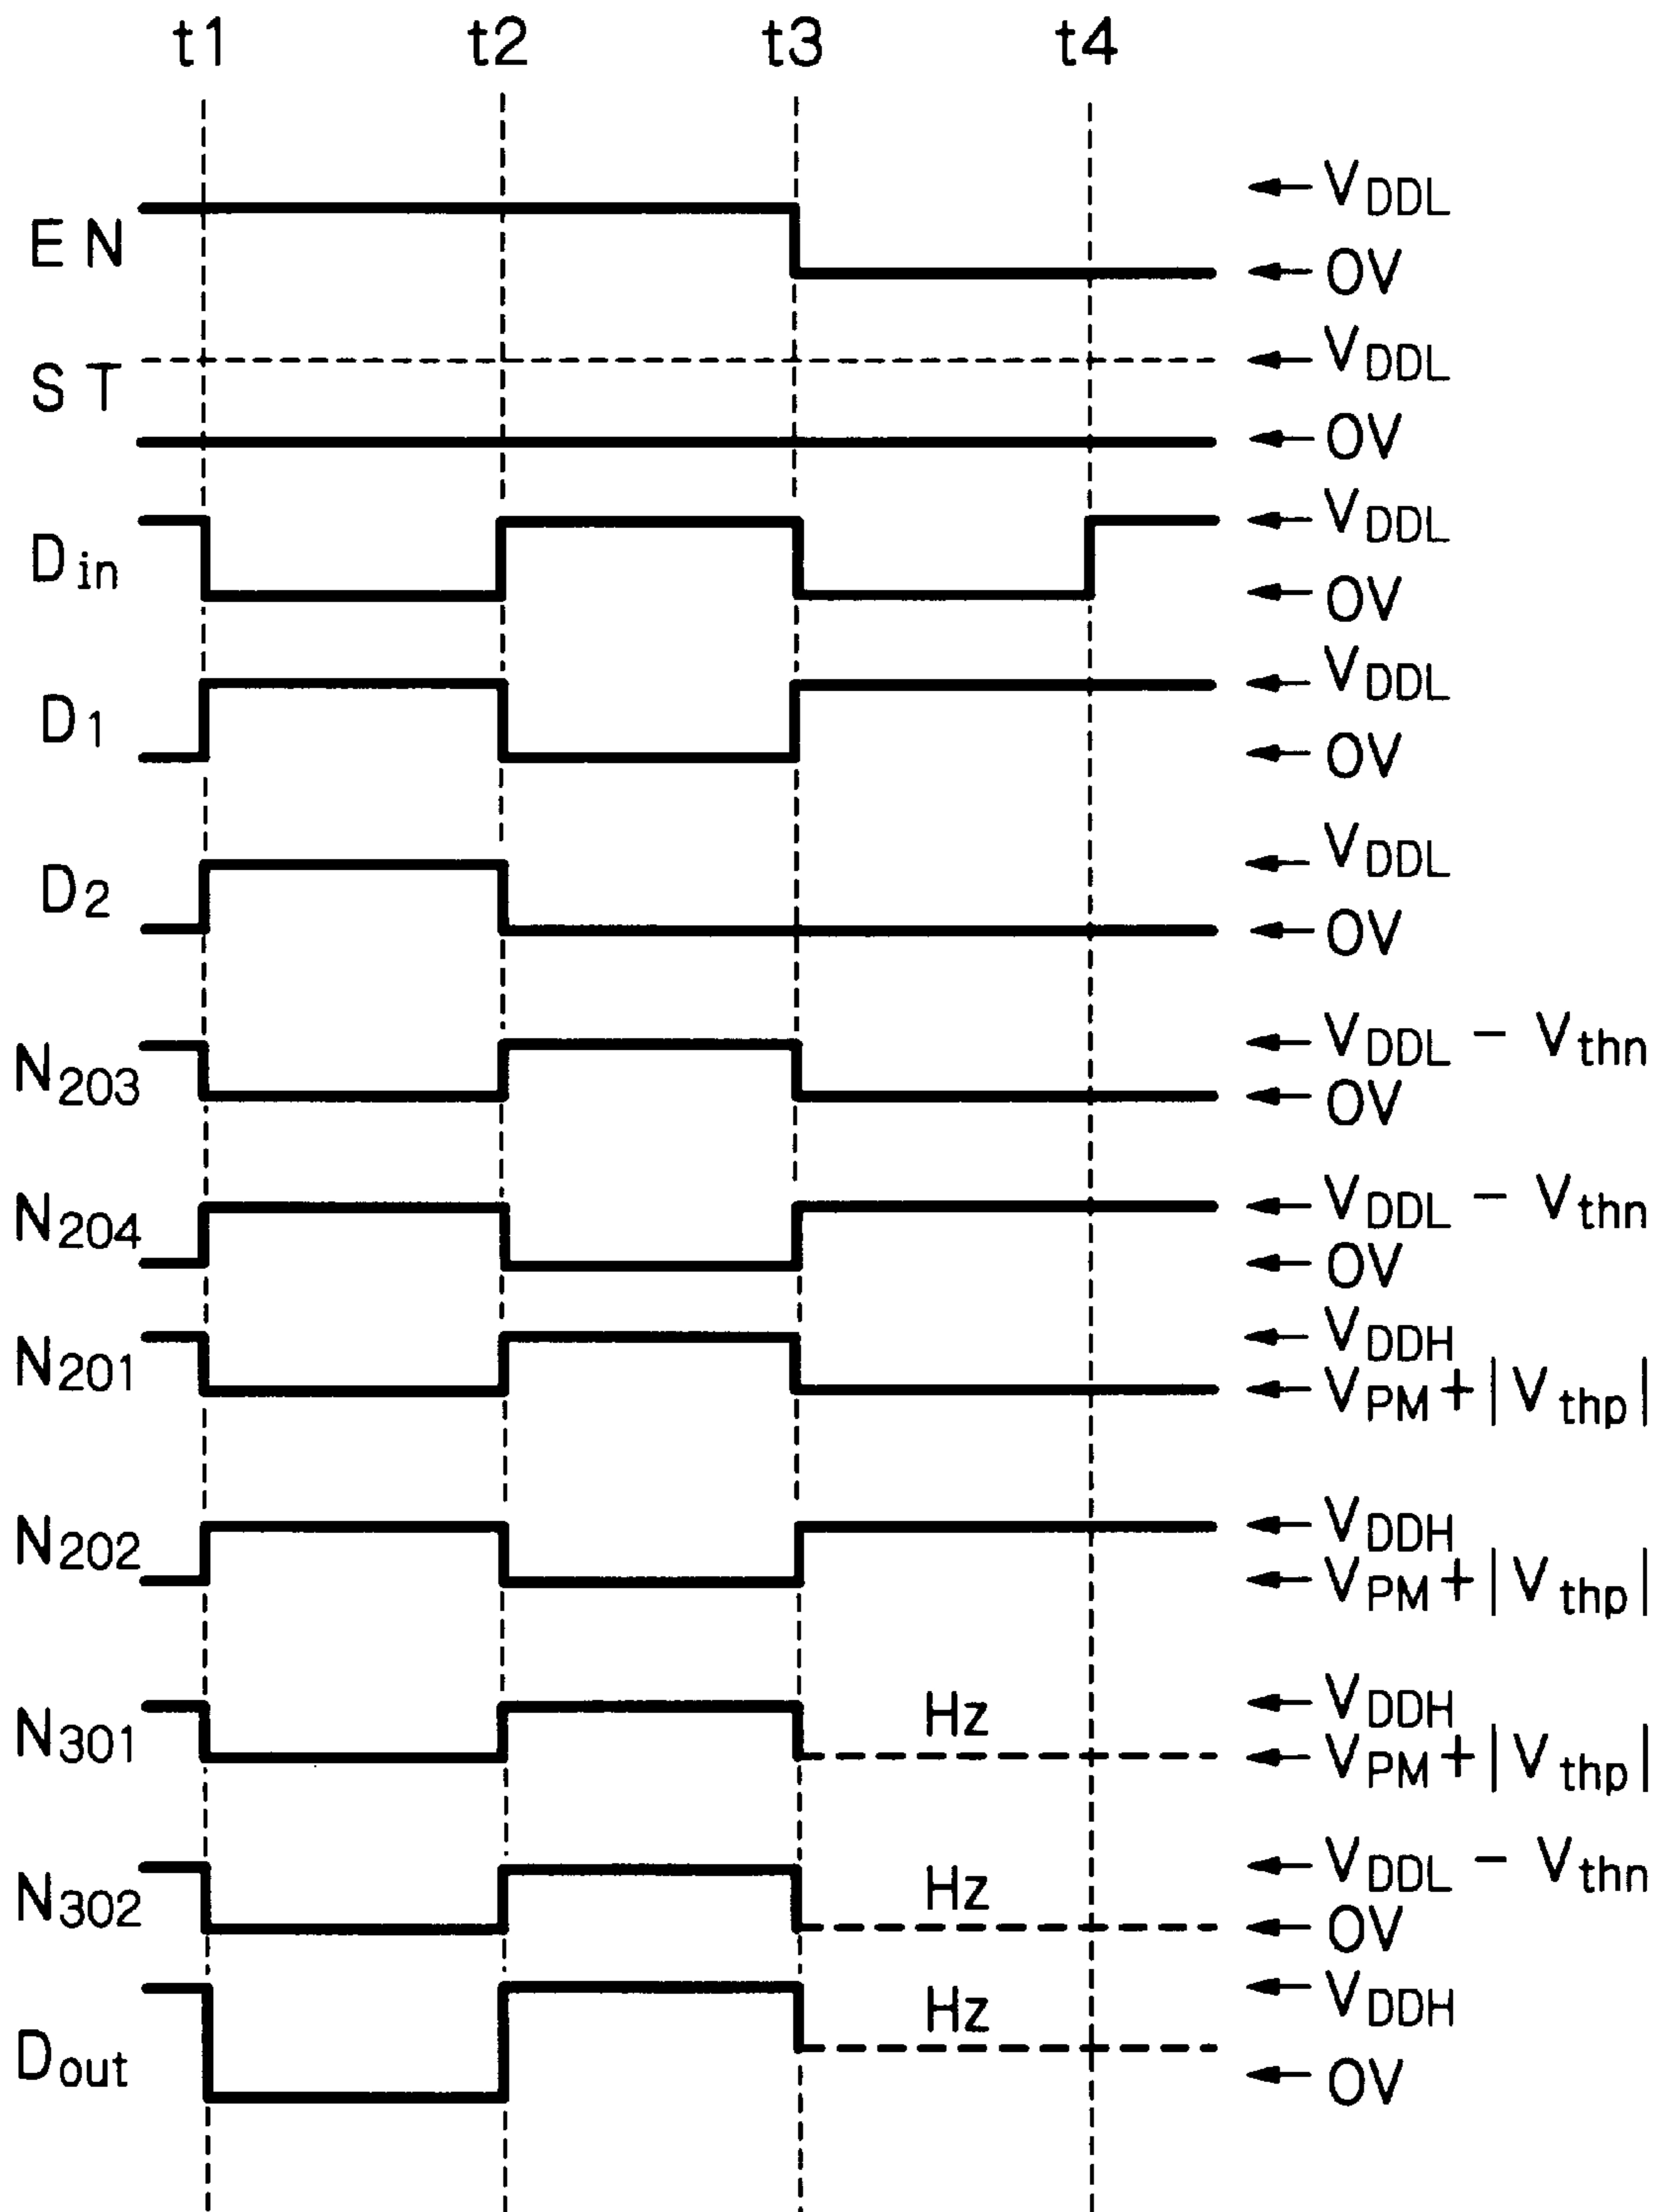 t1 t2 t3 t4
EN
VDDL
0V
ST
VDDL
0V
Din
VDDL
0V
D1
VDDL
0V
D2
VDDL
0V
N203
VDDL − Vthn
0V
N204
VDDL − Vthn
0V
N201
VDDH
VPM+|Vthp|
N202
VDDH
VPM+|Vthp|
N301
Hz
VDDH
VPM+|Vthp|
N302
Hz
VDDL − Vthn
0V
Dout
Hz
VDDH
0V